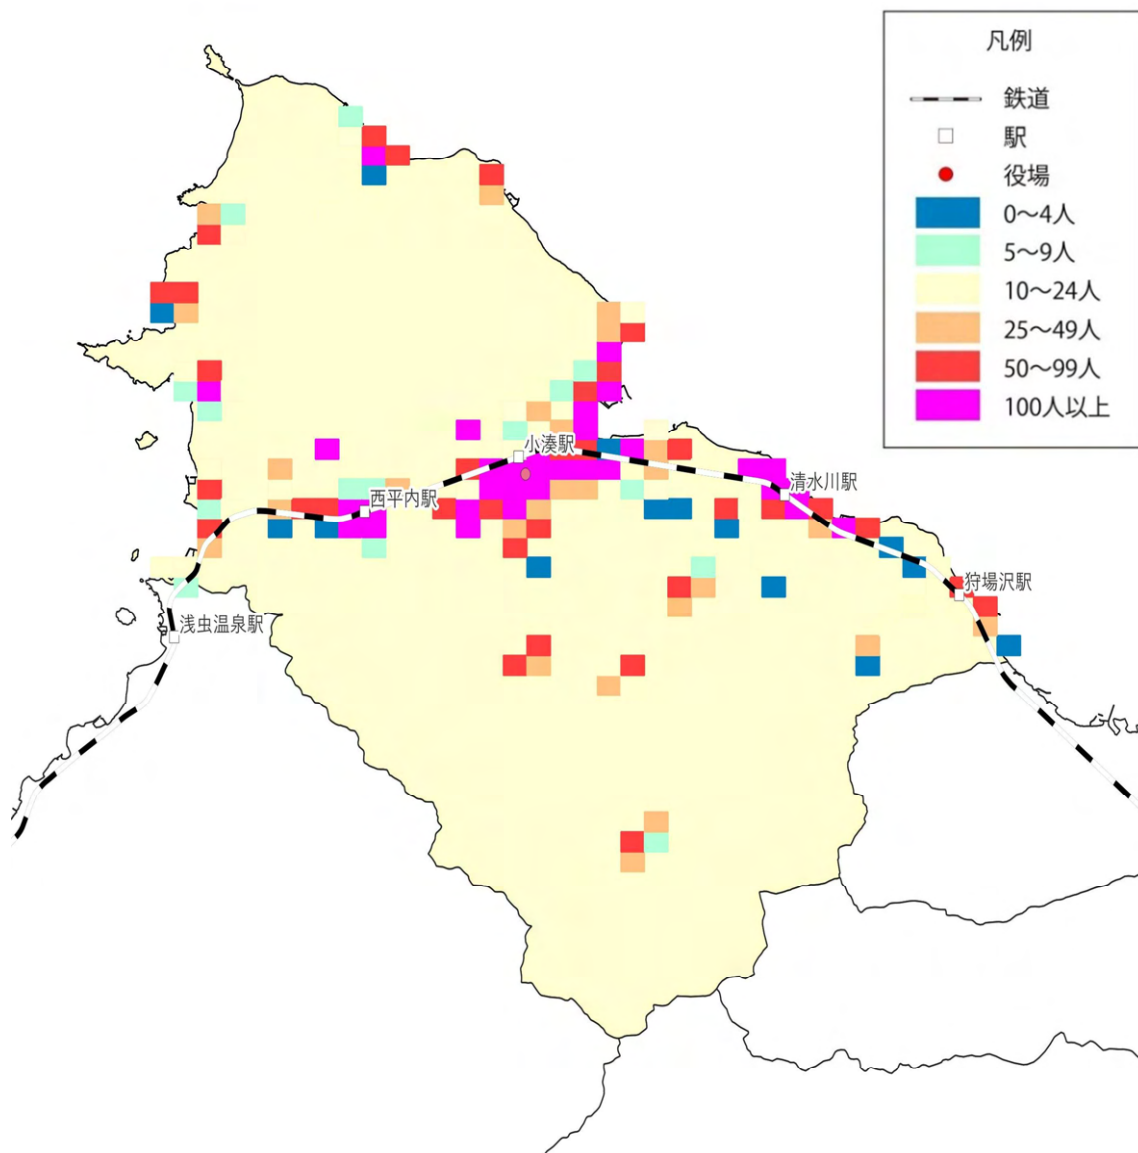 凡例
鉄道
駅
役場
0～4人
5～9人
10～24人
25～49人
50～99人
100人以上
小湊駅
西平内駅
清水川駅
狩場沢駅
浅虫温泉駅